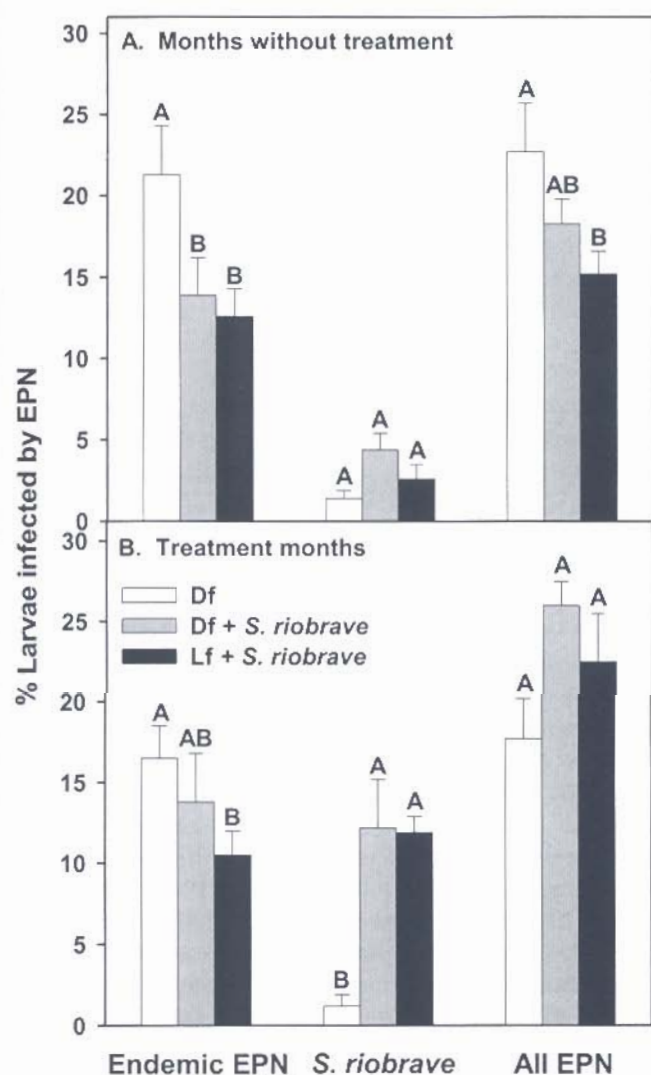 % Larvae infected by EPN
30
A. Months without treatment
25
20
15
10
5
0
A
B
B
A
A
A
A
AB
B
30
B. Treatment months
Df
Df + S. riobrave
Lf + S. riobrave
25
20
15
10
5
0
A
AB
B
B
A
A
A
A
A
Endemic EPN S. riobrave All EPN